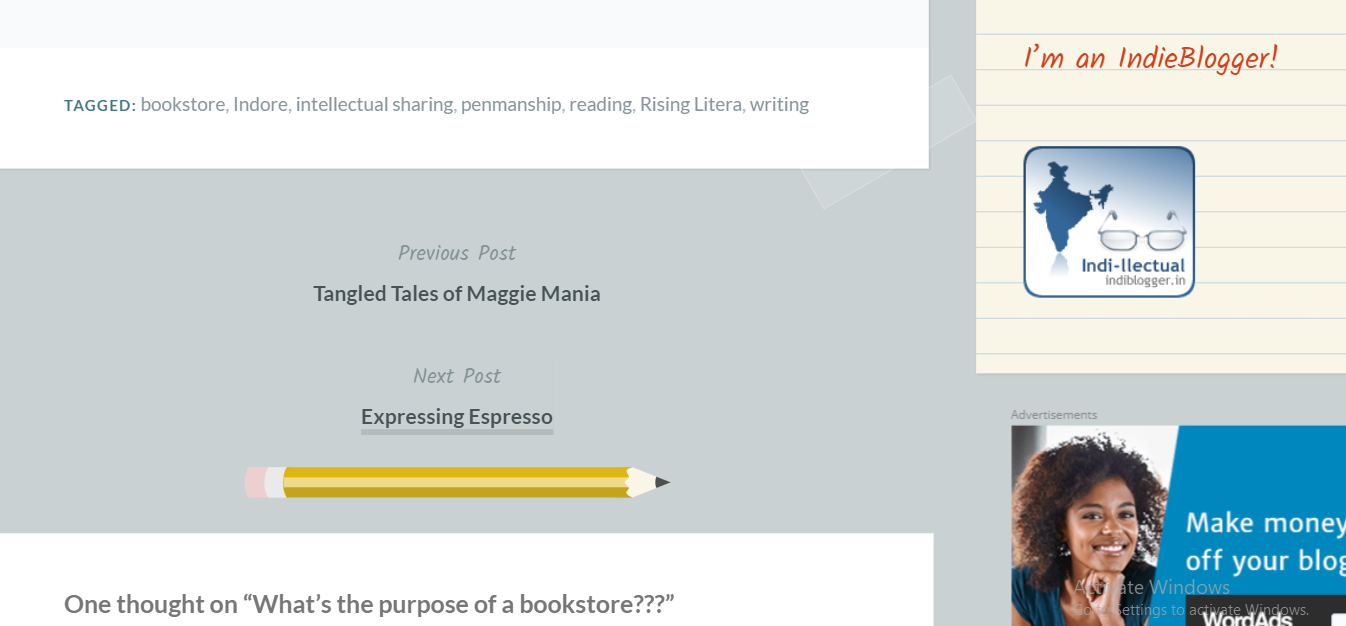 TAGGED: bookstore, Indore, intellectual sharing, penmanship, reading, Rising Litera, writing
Previous Post
Tangled Tales of Maggie Mania
Next Post
Expressing Espresso
One thought on “What’s the purpose of a bookstore???”
I’m an IndieBlogger!
Indi-llectual
indiblogger.in
Advertisements
Make money
off your blog
WordAds
Activate Windows
Go to Settings to activate Windows.